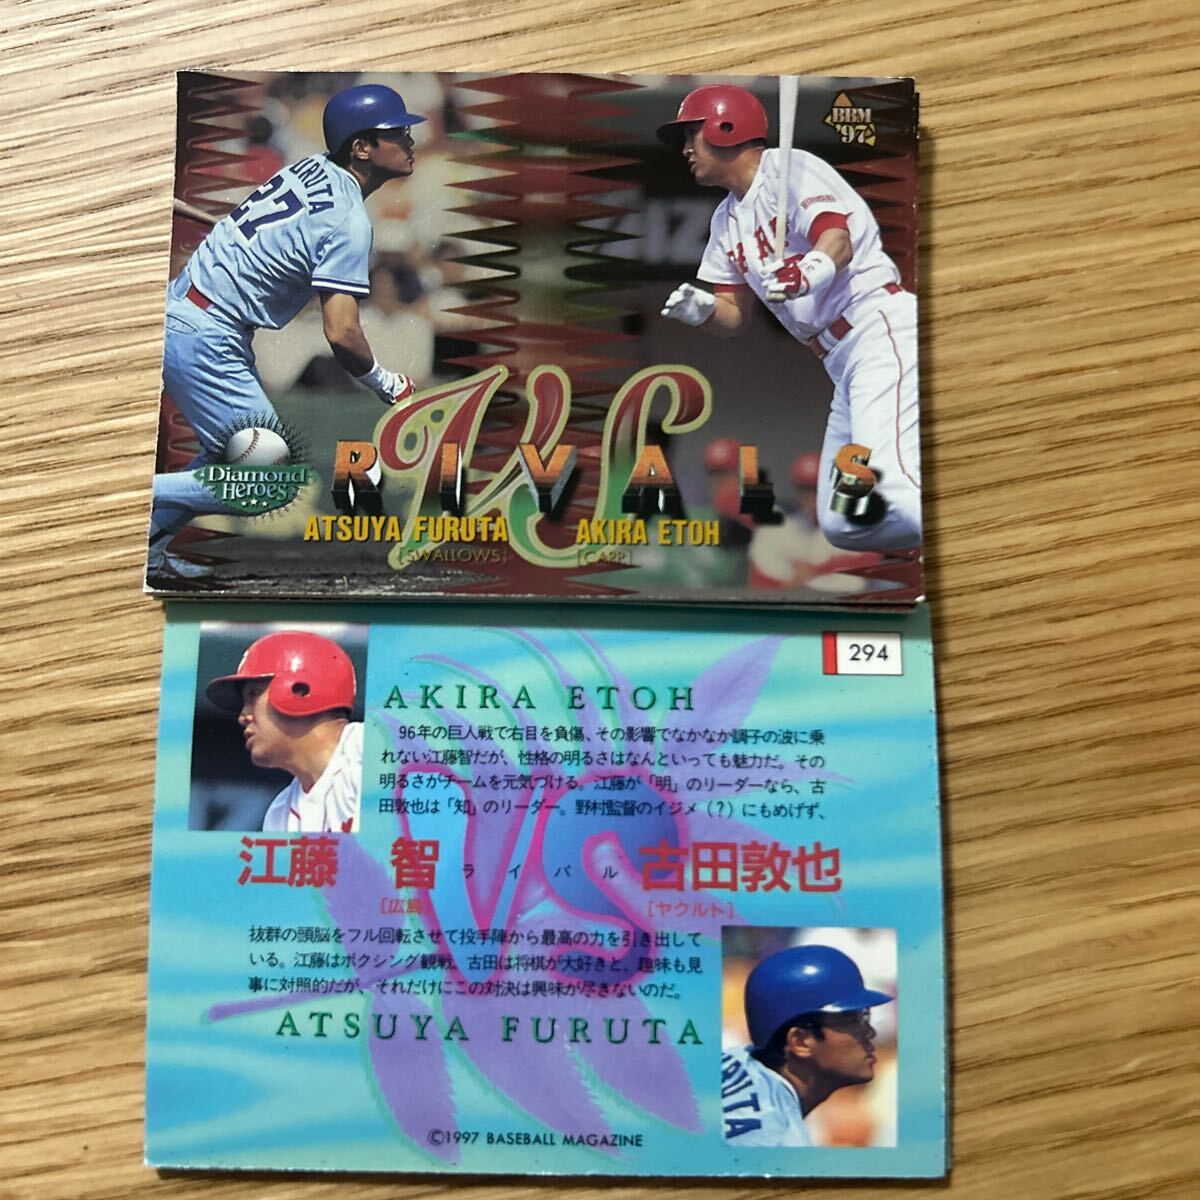 BBM
'97
FURUTA
27
Diamond
Heroes
RIVALS
VS
ATSUYA FURUTA
[SWALLOWS]
AKIRA ETOH
[CARP]
294
AKIRA ETOH
96年の巨人戦で右目を負傷、その影響でなかなか調子の波に乗
れない江藤智だが、性格の明るさはなんといっても魅力だ。その
明るさがチームを元気づける。江藤が「明」のリーダーなら、古
田敦也は「知」のリーダー。野村監督のイジメ(?)にもめげず、
江藤 智 ライバル 古田敦也
[広島]
[ヤクルト]
VS
抜群の頭脳をフル回転させて投手陣から最高の力を引き出して
いる。江藤はボクシング観戦、古田は将棋が大好きと、趣味も見
事に対照的だが、それだけにこの対決は興味が尽きないのだ。
ATSUYA FURUTA
URUTA
©1997 BASEBALL MAGAZINE